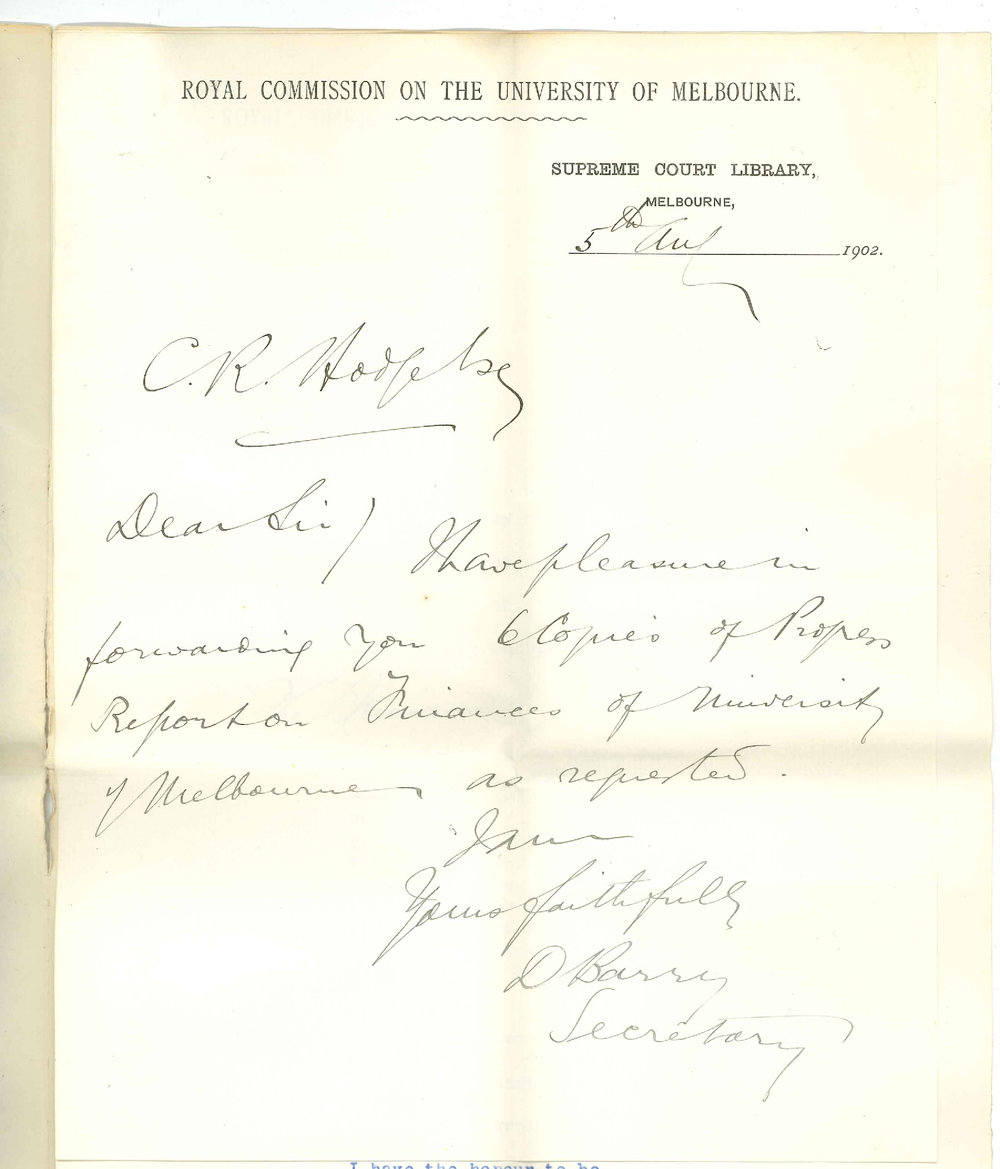 ROYAL COMMISSION ON THE UNIVERSITY OF MELBOURNE.
SUPREME COURT LIBRARY,
MELBOURNE,
5th Aug 1902.
C. R. Hodge Esq
Dear Sir/
I have pleasure in
forwarding you 6 Copies of Progress
Report on Finances of University
of Melbourne as requested.
I am
Yours faithfully
D Barry
Secretary
I have the honour to be